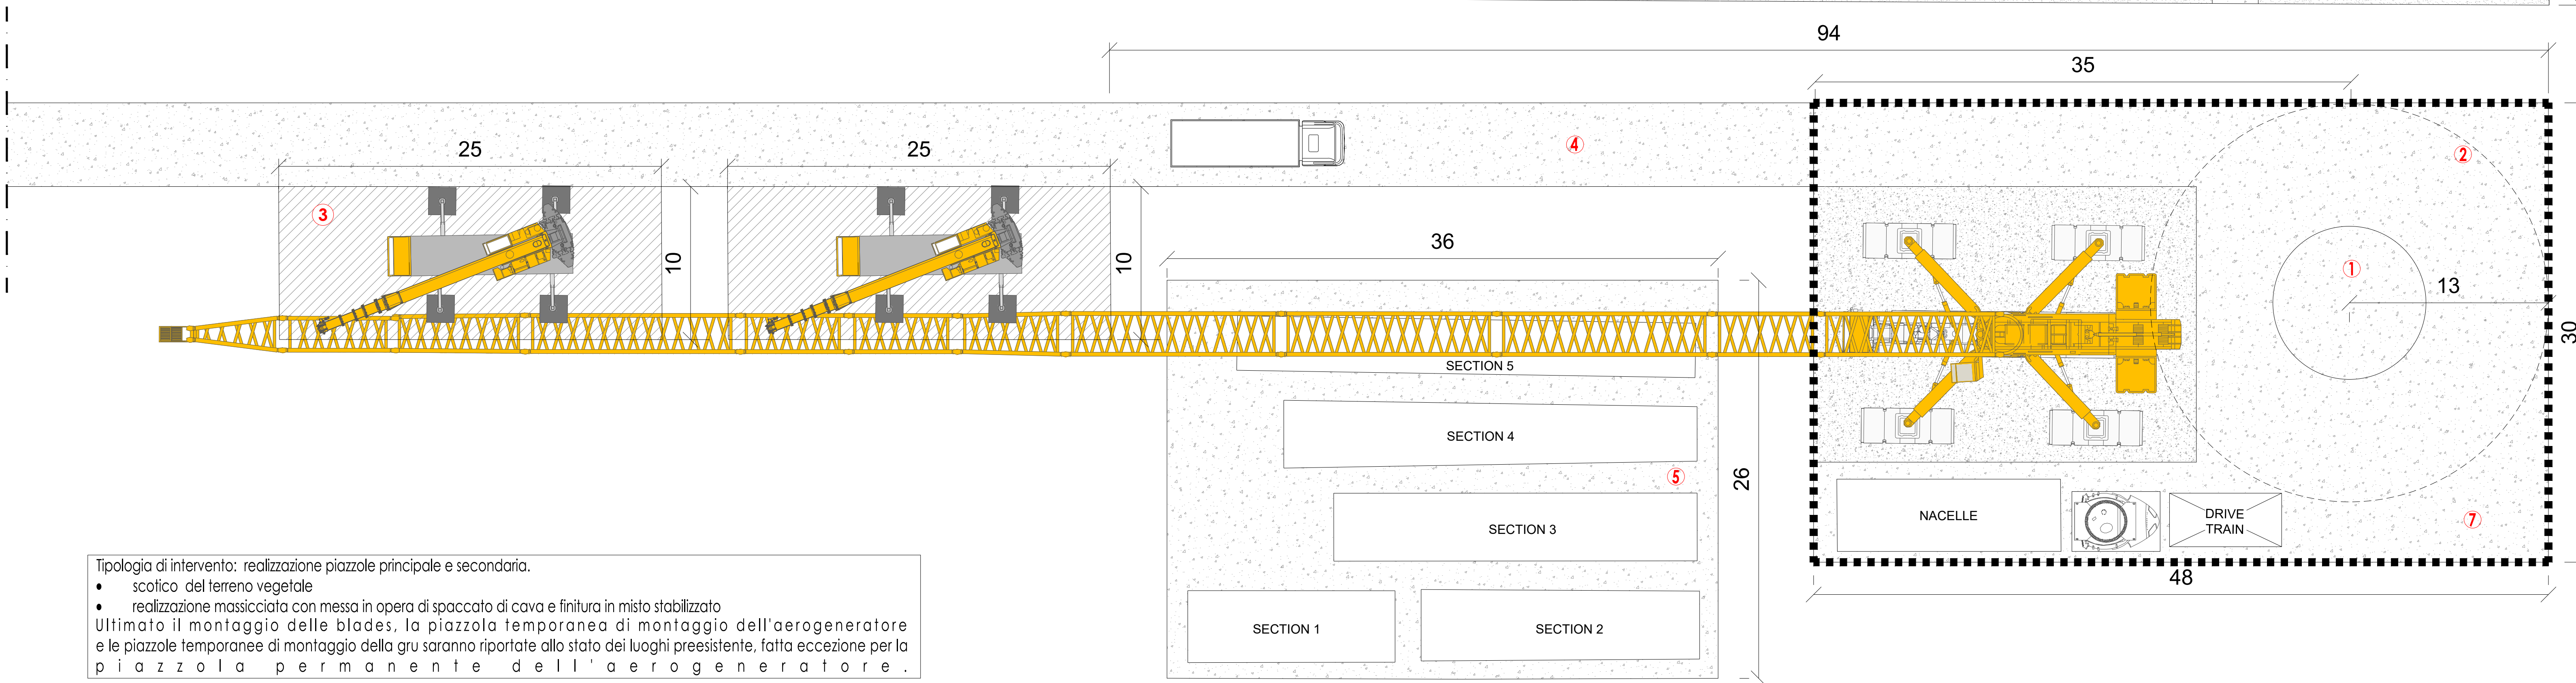 94
35
25
25
4
2
3
10
10
36
1
13
30
SECTION 5
SECTION 4
5
26
SECTION 3
NACELLE
DRIVE
TRAIN
7
48
SECTION 1
SECTION 2
Tipologia di intervento: realizzazione piazzole principale e secondaria.
• scotico del terreno vegetale
• realizzazione massicciata con messa in opera di spaccato di cava e finitura in misto stabilizzato
Ultimato il montaggio delle blades, la piazzola temporanea di montaggio dell'aerogeneratore
e le piazzole temporanee di montaggio della gru saranno riportate allo stato dei luoghi preesistente, fatta eccezione per la
piazzola permanente dell'aerogeneratore.